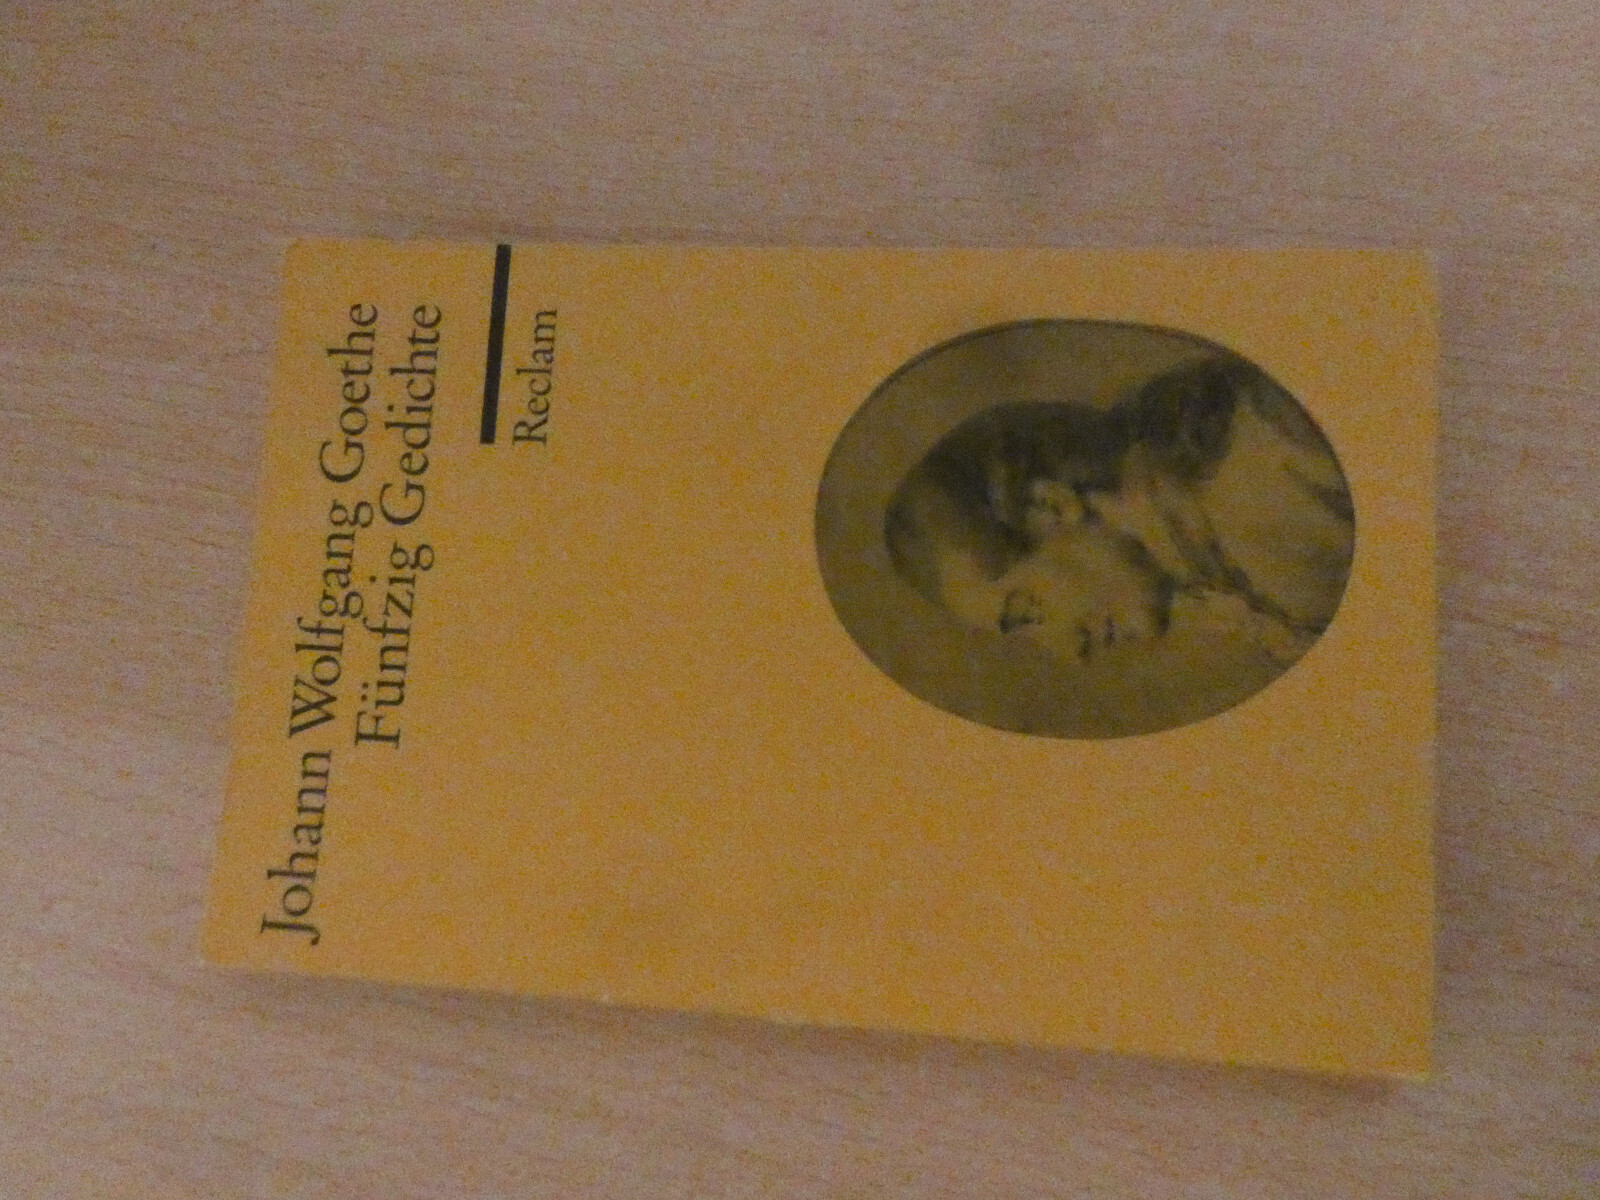 Johann Wolfgang Goethe
Fünfzig Gedichte
Reclam